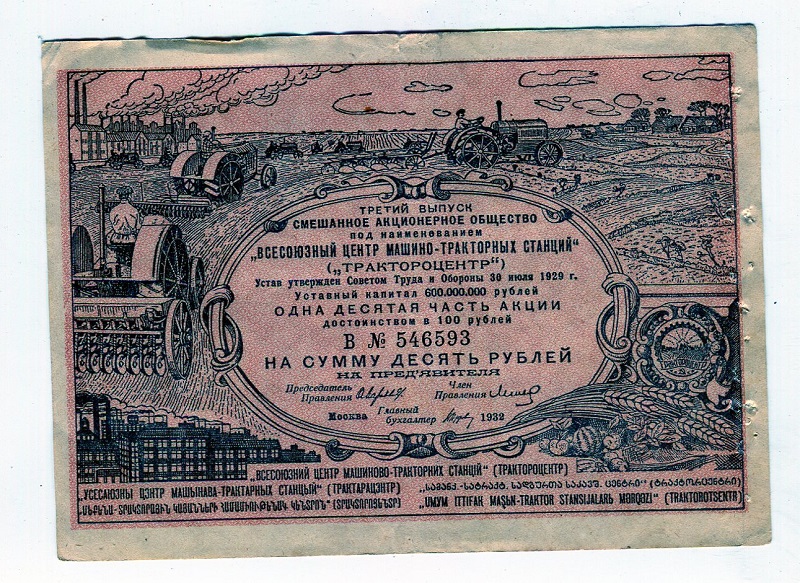 ТРЕТИЙ ВЫПУСК
СМЕШАННОЕ АКЦИОНЕРНОЕ ОБЩЕСТВО
под наименованием
„ВСЕСОЮЗНЫЙ ЦЕНТР МАШИНО-ТРАКТОРНЫХ СТАНЦИЙ“
(„ТРАКТОРОЦЕНТР“)
Устав утвержден Советом Труда и Обороны 30 июля 1929 г.
Уставный капитал 600.000.000 рублей
ОДНА ДЕСЯТАЯ ЧАСТЬ АКЦИИ
достоинством в 100 рублей
В № 546593
НА СУММУ ДЕСЯТЬ РУБЛЕЙ
НА ПРЕД'ЯВИТЕЛЯ
Председатель Правления
Член Правления
Москва Главный бухгалтер 1932
ТРАКТОРОЦЕНТР
„ВСЕСОЮЗНИЙ ЦЕНТР МАШИНОВО-ТРАКТОРНИХ СТАНЦІЙ“ (ТРАКТОРОЦЕНТР)
„УСЕСАЮЗНЫ ЦЭНТР МАШЫНАВА-ТРАКТАРНЫХ СТАНЦЫЙ“ (ТРАКТАРАЦЭНТР)
„UMYM ITTIFAK MAŞЬN-TRAKTOR STANSIJALARЬ MƏRQƏZI“ (TRAKTOROTSENTR)